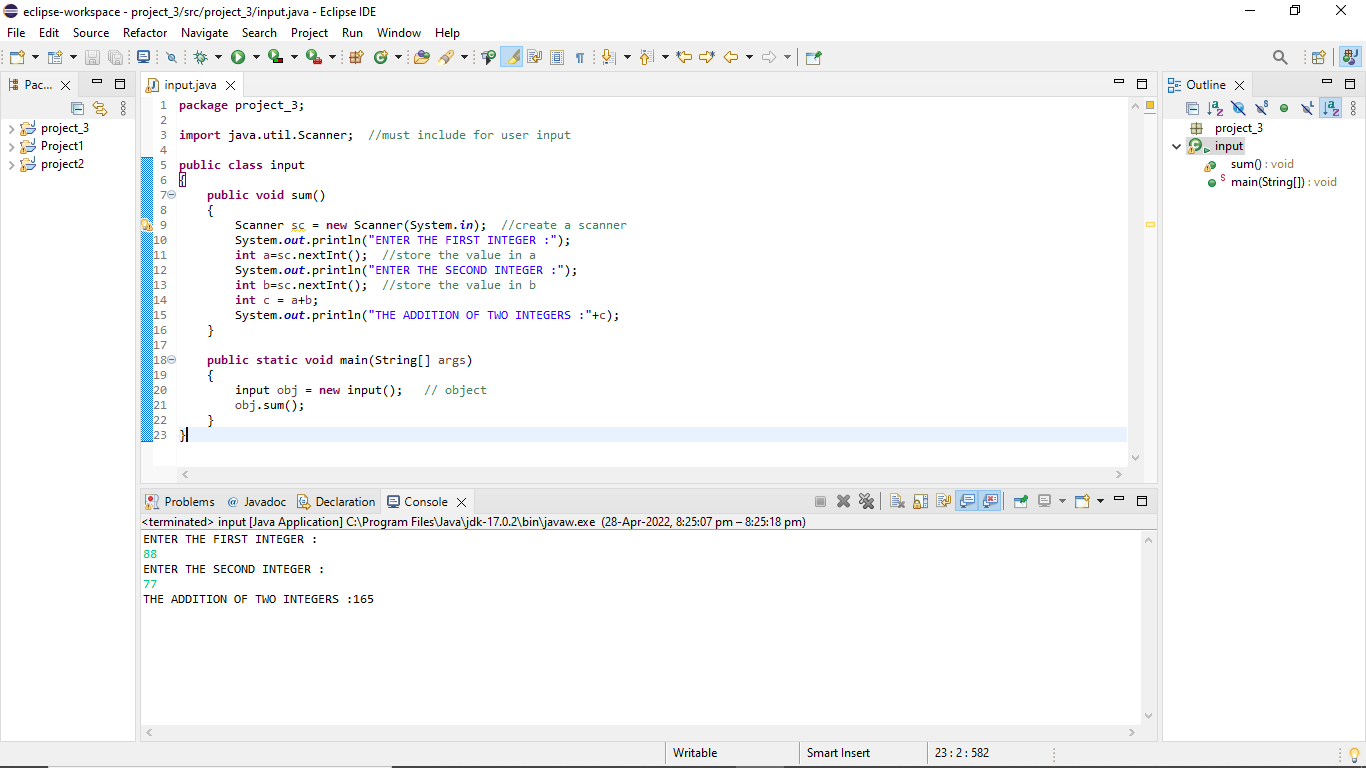 eclipse-workspace - project_3/src/project_3/input.java - Eclipse IDE
File Edit Source Refactor Navigate Search Project Run Window Help
Pac...
project_3
Project1
project2
input.java
1 package project_3;
2
3 import java.util.Scanner;  //must include for user input
4
5 public class input
6 {
7     public void sum()
8     {
9         Scanner sc = new Scanner(System.in);  //create a scanner
10         System.out.println("ENTER THE FIRST INTEGER :");
11         int a=sc.nextInt();  //store the value in a
12         System.out.println("ENTER THE SECOND INTEGER :");
13         int b=sc.nextInt();  //store the value in b
14         int c = a+b;
15         System.out.println("THE ADDITION OF TWO INTEGERS :"+c);
16     }
17
18     public static void main(String[] args)
19     {
20         input obj = new input();   // object
21         obj.sum();
22     }
23 }
Outline
project_3
input
sum() : void
main(String[]) : void
Problems @ Javadoc Declaration Console
<terminated> input [Java Application] C:\Program Files\Java\jdk-17.0.2\bin\javaw.exe (28-Apr-2022, 8:25:07 pm – 8:25:18 pm)
ENTER THE FIRST INTEGER :
88
ENTER THE SECOND INTEGER :
77
THE ADDITION OF TWO INTEGERS :165
Writable Smart Insert 23 : 2 : 582